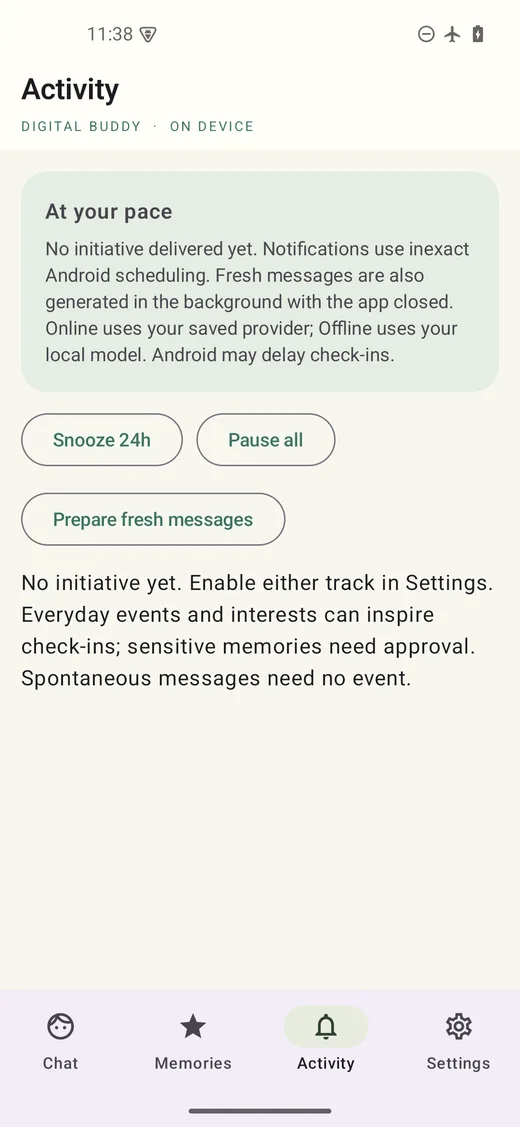 11:38
Activity
DIGITAL BUDDY · ON DEVICE
At your pace
No initiative delivered yet. Notifications use inexact
Android scheduling. Fresh messages are also
generated in the background with the app closed.
Online uses your saved provider; Offline uses your
local model. Android may delay check-ins.
Snooze 24h
Pause all
Prepare fresh messages
No initiative yet. Enable either track in Settings.
Everyday events and interests can inspire
check-ins; sensitive memories need approval.
Spontaneous messages need no event.
Chat
Memories
Activity
Settings